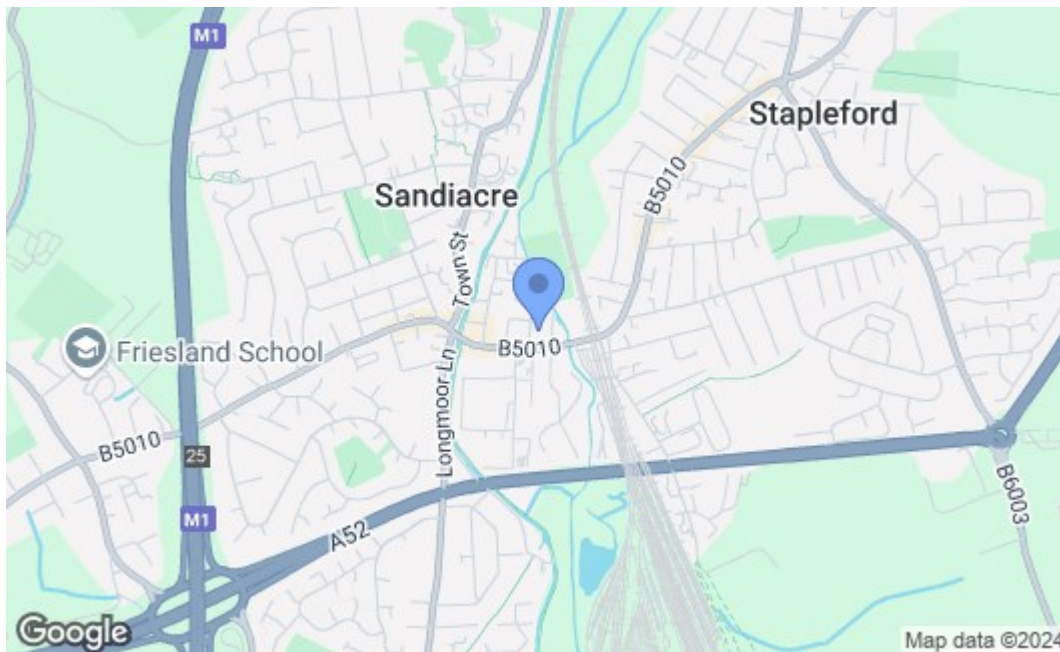 M1
Stapleford
Sandiacre
B5010
Town St
Friesland School
B5010
Longmoor Ln
B5010
25
M1
A52
B6003
Google
Map data ©2024